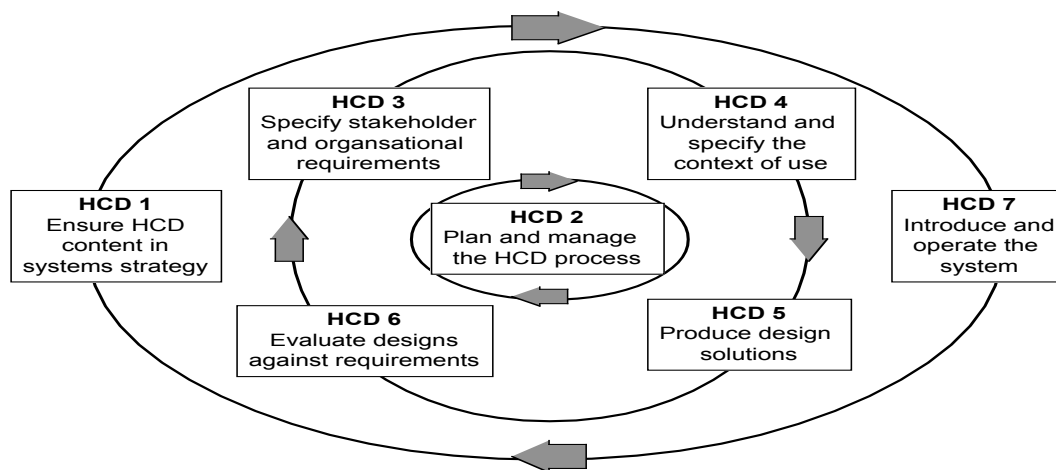 HCD 3
Specify stakeholder
and organsational
requirements
HCD 4
Understand and
specify the
context of use
HCD 1
Ensure HCD
content in
systems strategy
HCD 2
Plan and manage
the HCD process
HCD 7
Introduce and
operate the
system
HCD 6
Evaluate designs
against requirements
HCD 5
Produce design
solutions